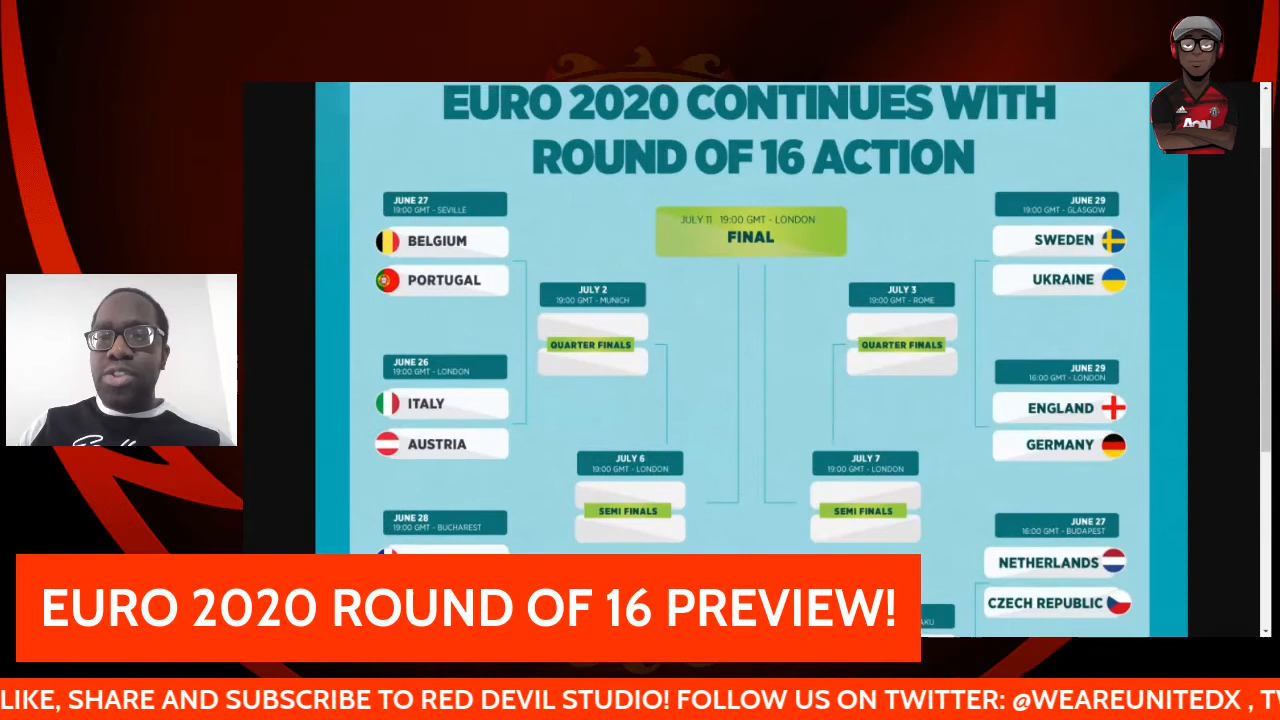 EURO 2020 CONTINUES WITH
ROUND OF 16 ACTION
AON
JUNE 27
19:00 GMT - SEVILLE
BELGIUM
PORTUGAL
JUNE 26
19:00 GMT - LONDON
ITALY
AUSTRIA
JUNE 28
19:00 GMT - BUCHAREST
JULY 11 19:00 GMT - LONDON
FINAL
JULY 2
19:00 GMT - MUNICH
QUARTER FINALS
JULY 3
19:00 GMT - ROME
QUARTER FINALS
JULY 6
19:00 GMT - LONDON
SEMI FINALS
JULY 7
19:00 GMT - LONDON
SEMI FINALS
JUNE 29
19:00 GMT - GLASGOW
SWEDEN
UKRAINE
JUNE 29
16:00 GMT - LONDON
ENGLAND
GERMANY
JUNE 27
16:00 GMT - BUDAPEST
NETHERLANDS
CZECH REPUBLIC
AKU
EURO 2020 ROUND OF 16 PREVIEW!
LIKE, SHARE AND SUBSCRIBE TO RED DEVIL STUDIO! FOLLOW US ON TWITTER: @WEAREUNITEDX , TV